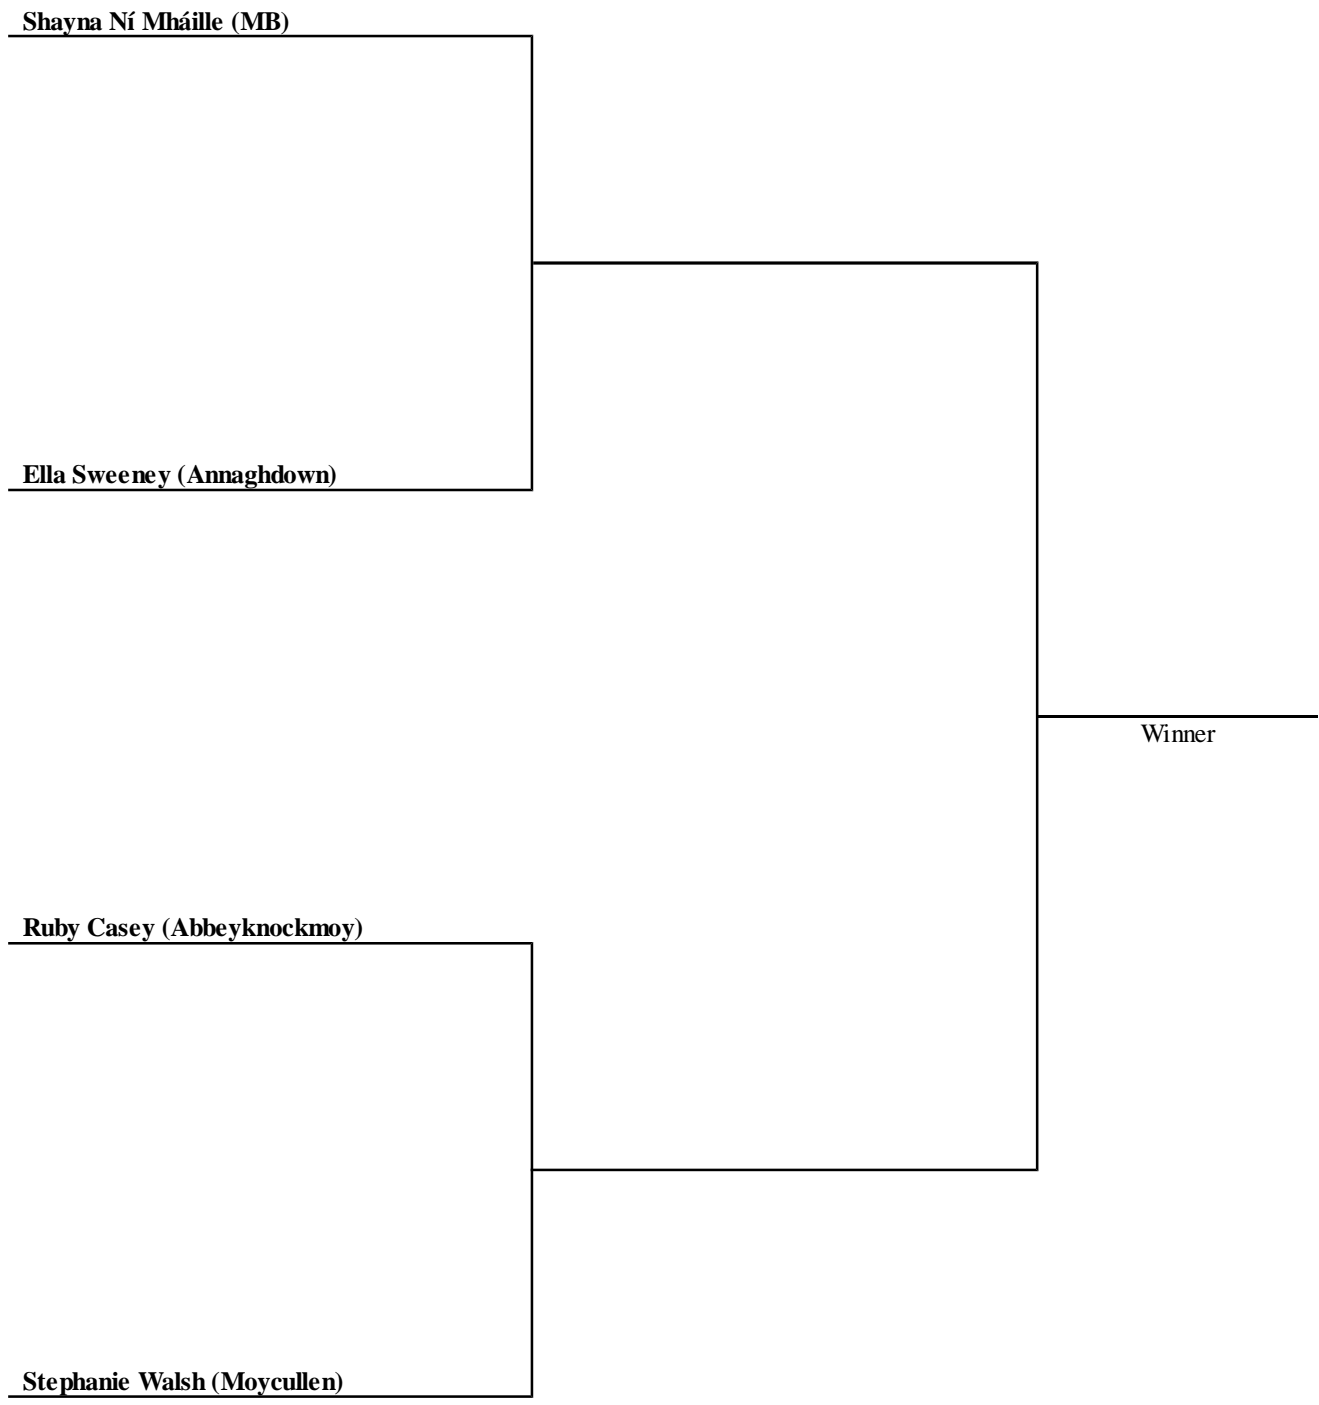 Shayna Ní Mháille (MB)
Ella Sweeney (Annaghdown)
Winner
Ruby Casey (Abbeyknockmoy)
Stephanie Walsh (Moycullen)